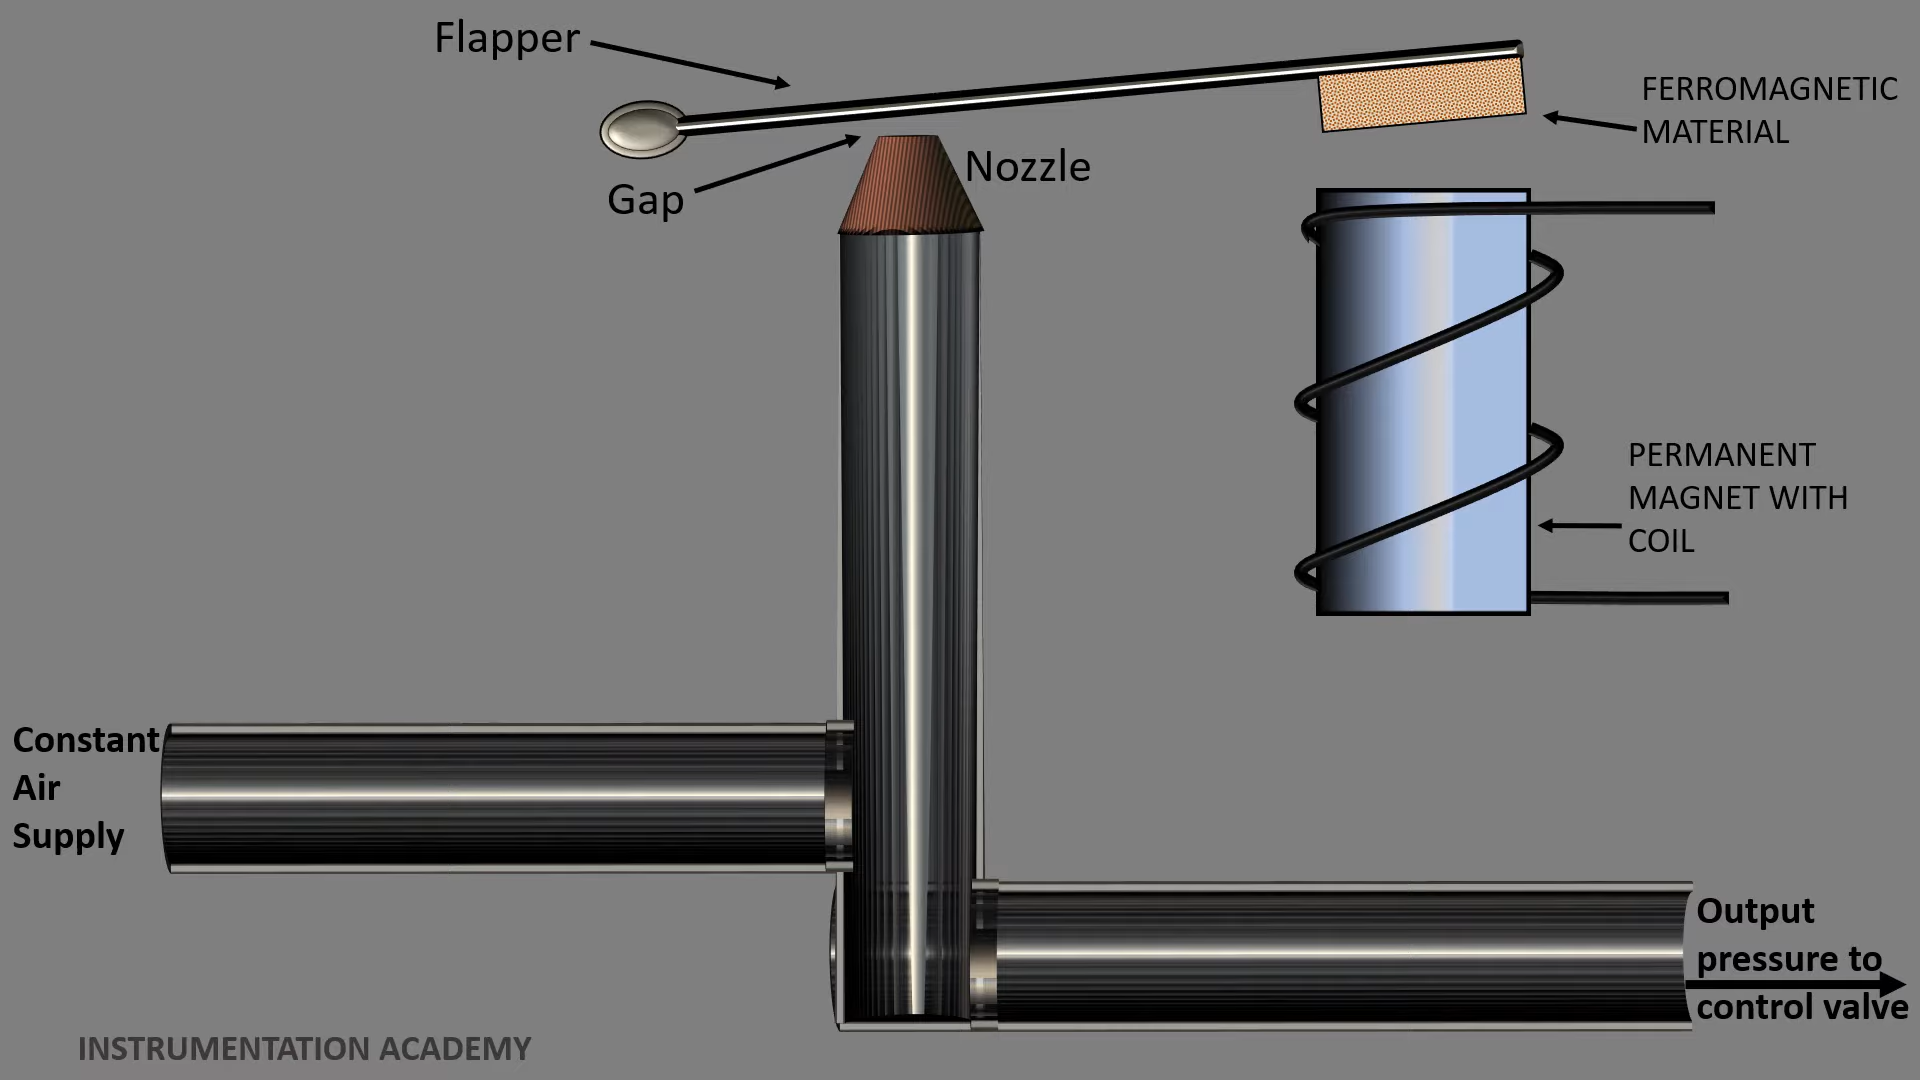 Flapper
FERROMAGNETIC
MATERIAL
Gap
Nozzle
PERMANENT
MAGNET WITH
COIL
Constant
Air
Supply
Output
pressure to
control valve
INSTRUMENTATION ACADEMY